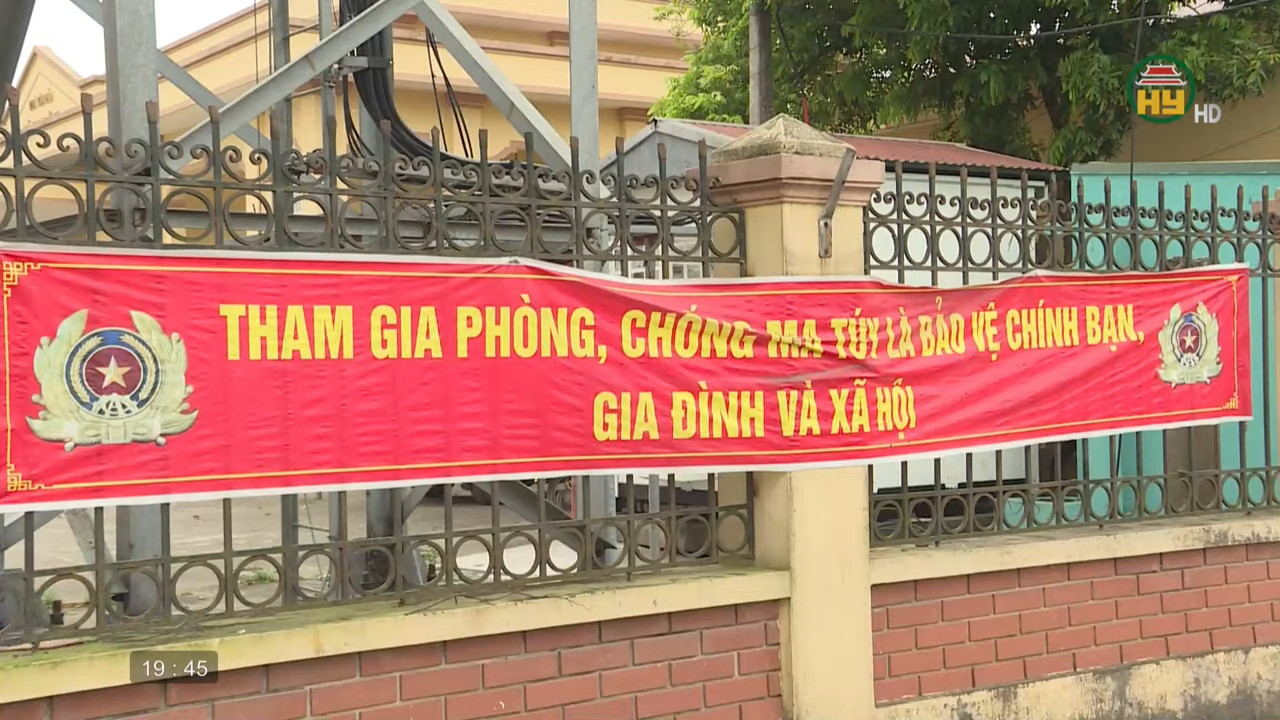 HY HD
THAM GIA PHÒNG, CHỐNG MA TÚY LÀ BẢO VỆ CHÍNH BẠN,
GIA ĐÌNH VÀ XÃ HỘI
19 : 45